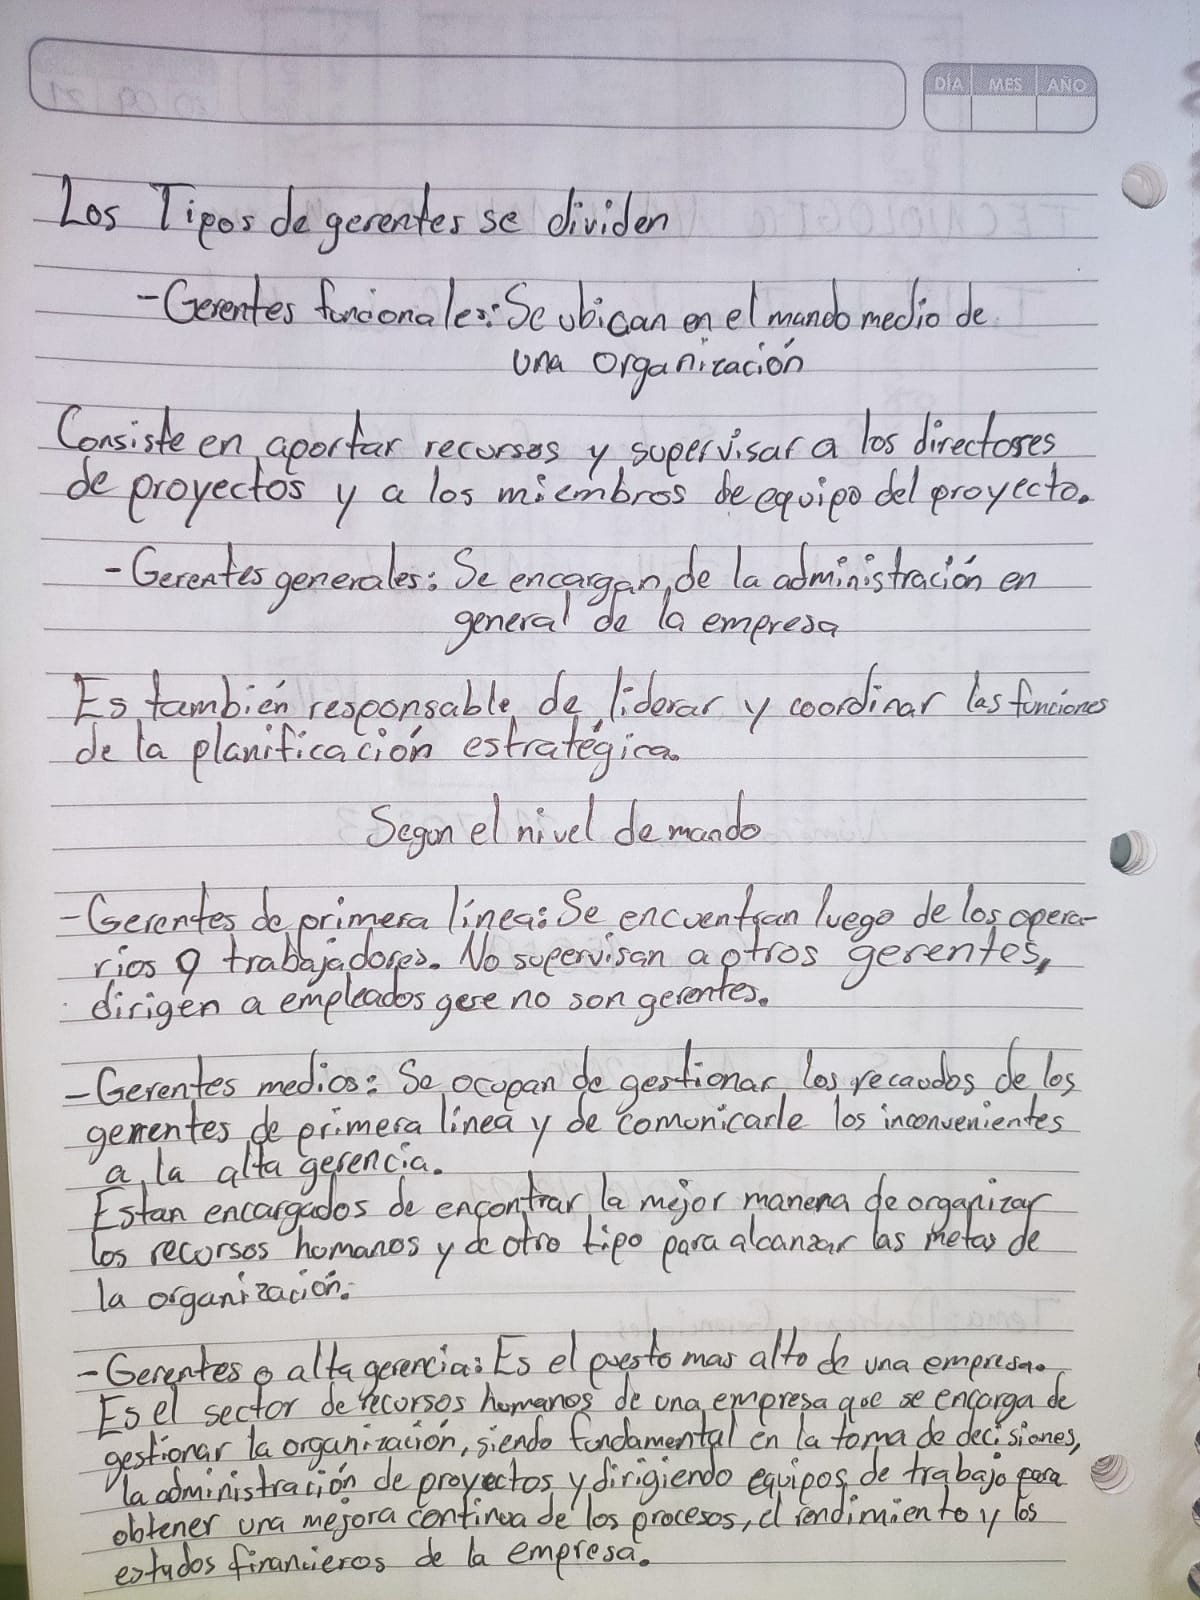 DÍA MES AÑO
Los Tipos de gerentes se dividen
- Gerentes funcionales: Se ubican en el mando medio de
una organización
Consiste en aportar recursos y supervisar a los directores
de proyectos y a los miembros de equipo del proyecto.
- Gerentes generales: Se encargan de la administración en
general de la empresa
Es también responsable de liderar y coordinar las funciones
de la planificación estratégica.
Segun el nivel de mando
- Gerentes de primera línea: Se encuentran luego de los opera-
rios o trabajadores. No supervisan a otros gerentes,
dirigen a empleados gere no son gerentes.
- Gerentes medios: Se ocupan de gestionar los recaudos de los
gerentes de primera línea y de comunicarle los inconvenientes
a la alta gerencia.
Estan encargados de encontrar la mejor manera de organizar
los recursos humanos y de otro tipo para alcanzar las metas de
la organización.
- Gerentes o alta gerencia: Es el puesto mas alto de una empresa.
Es el sector de recursos humanos de una empresa que se encarga de
gestionar la organización, siendo fundamental en la toma de decisiones,
la administración de proyectos y dirigiendo equipos de trabajo para
obtener una mejora continua de los procesos, el rendimiento y los
estados financieros de la empresa.